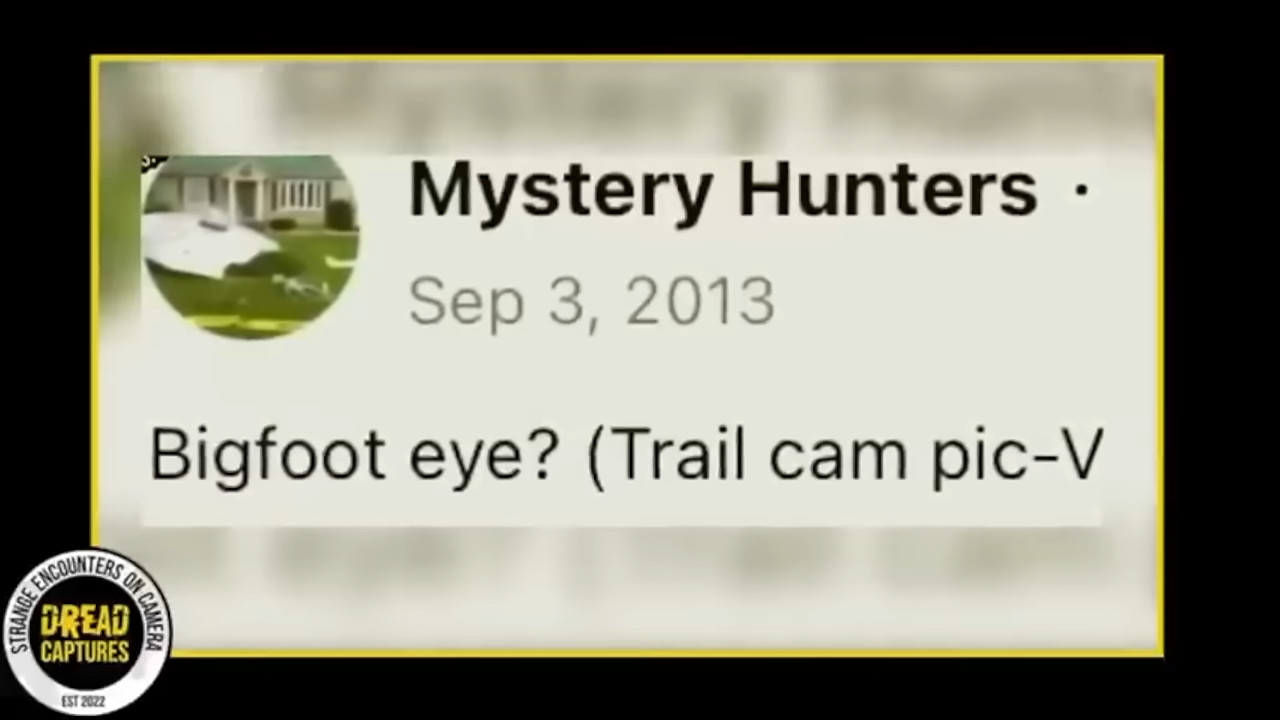 Mystery Hunters ·
Sep 3, 2013
Bigfoot eye? (Trail cam pic-V
STRANGE ENCOUNTERS ON CAMERA
DREAD
CAPTURES
EST 2022